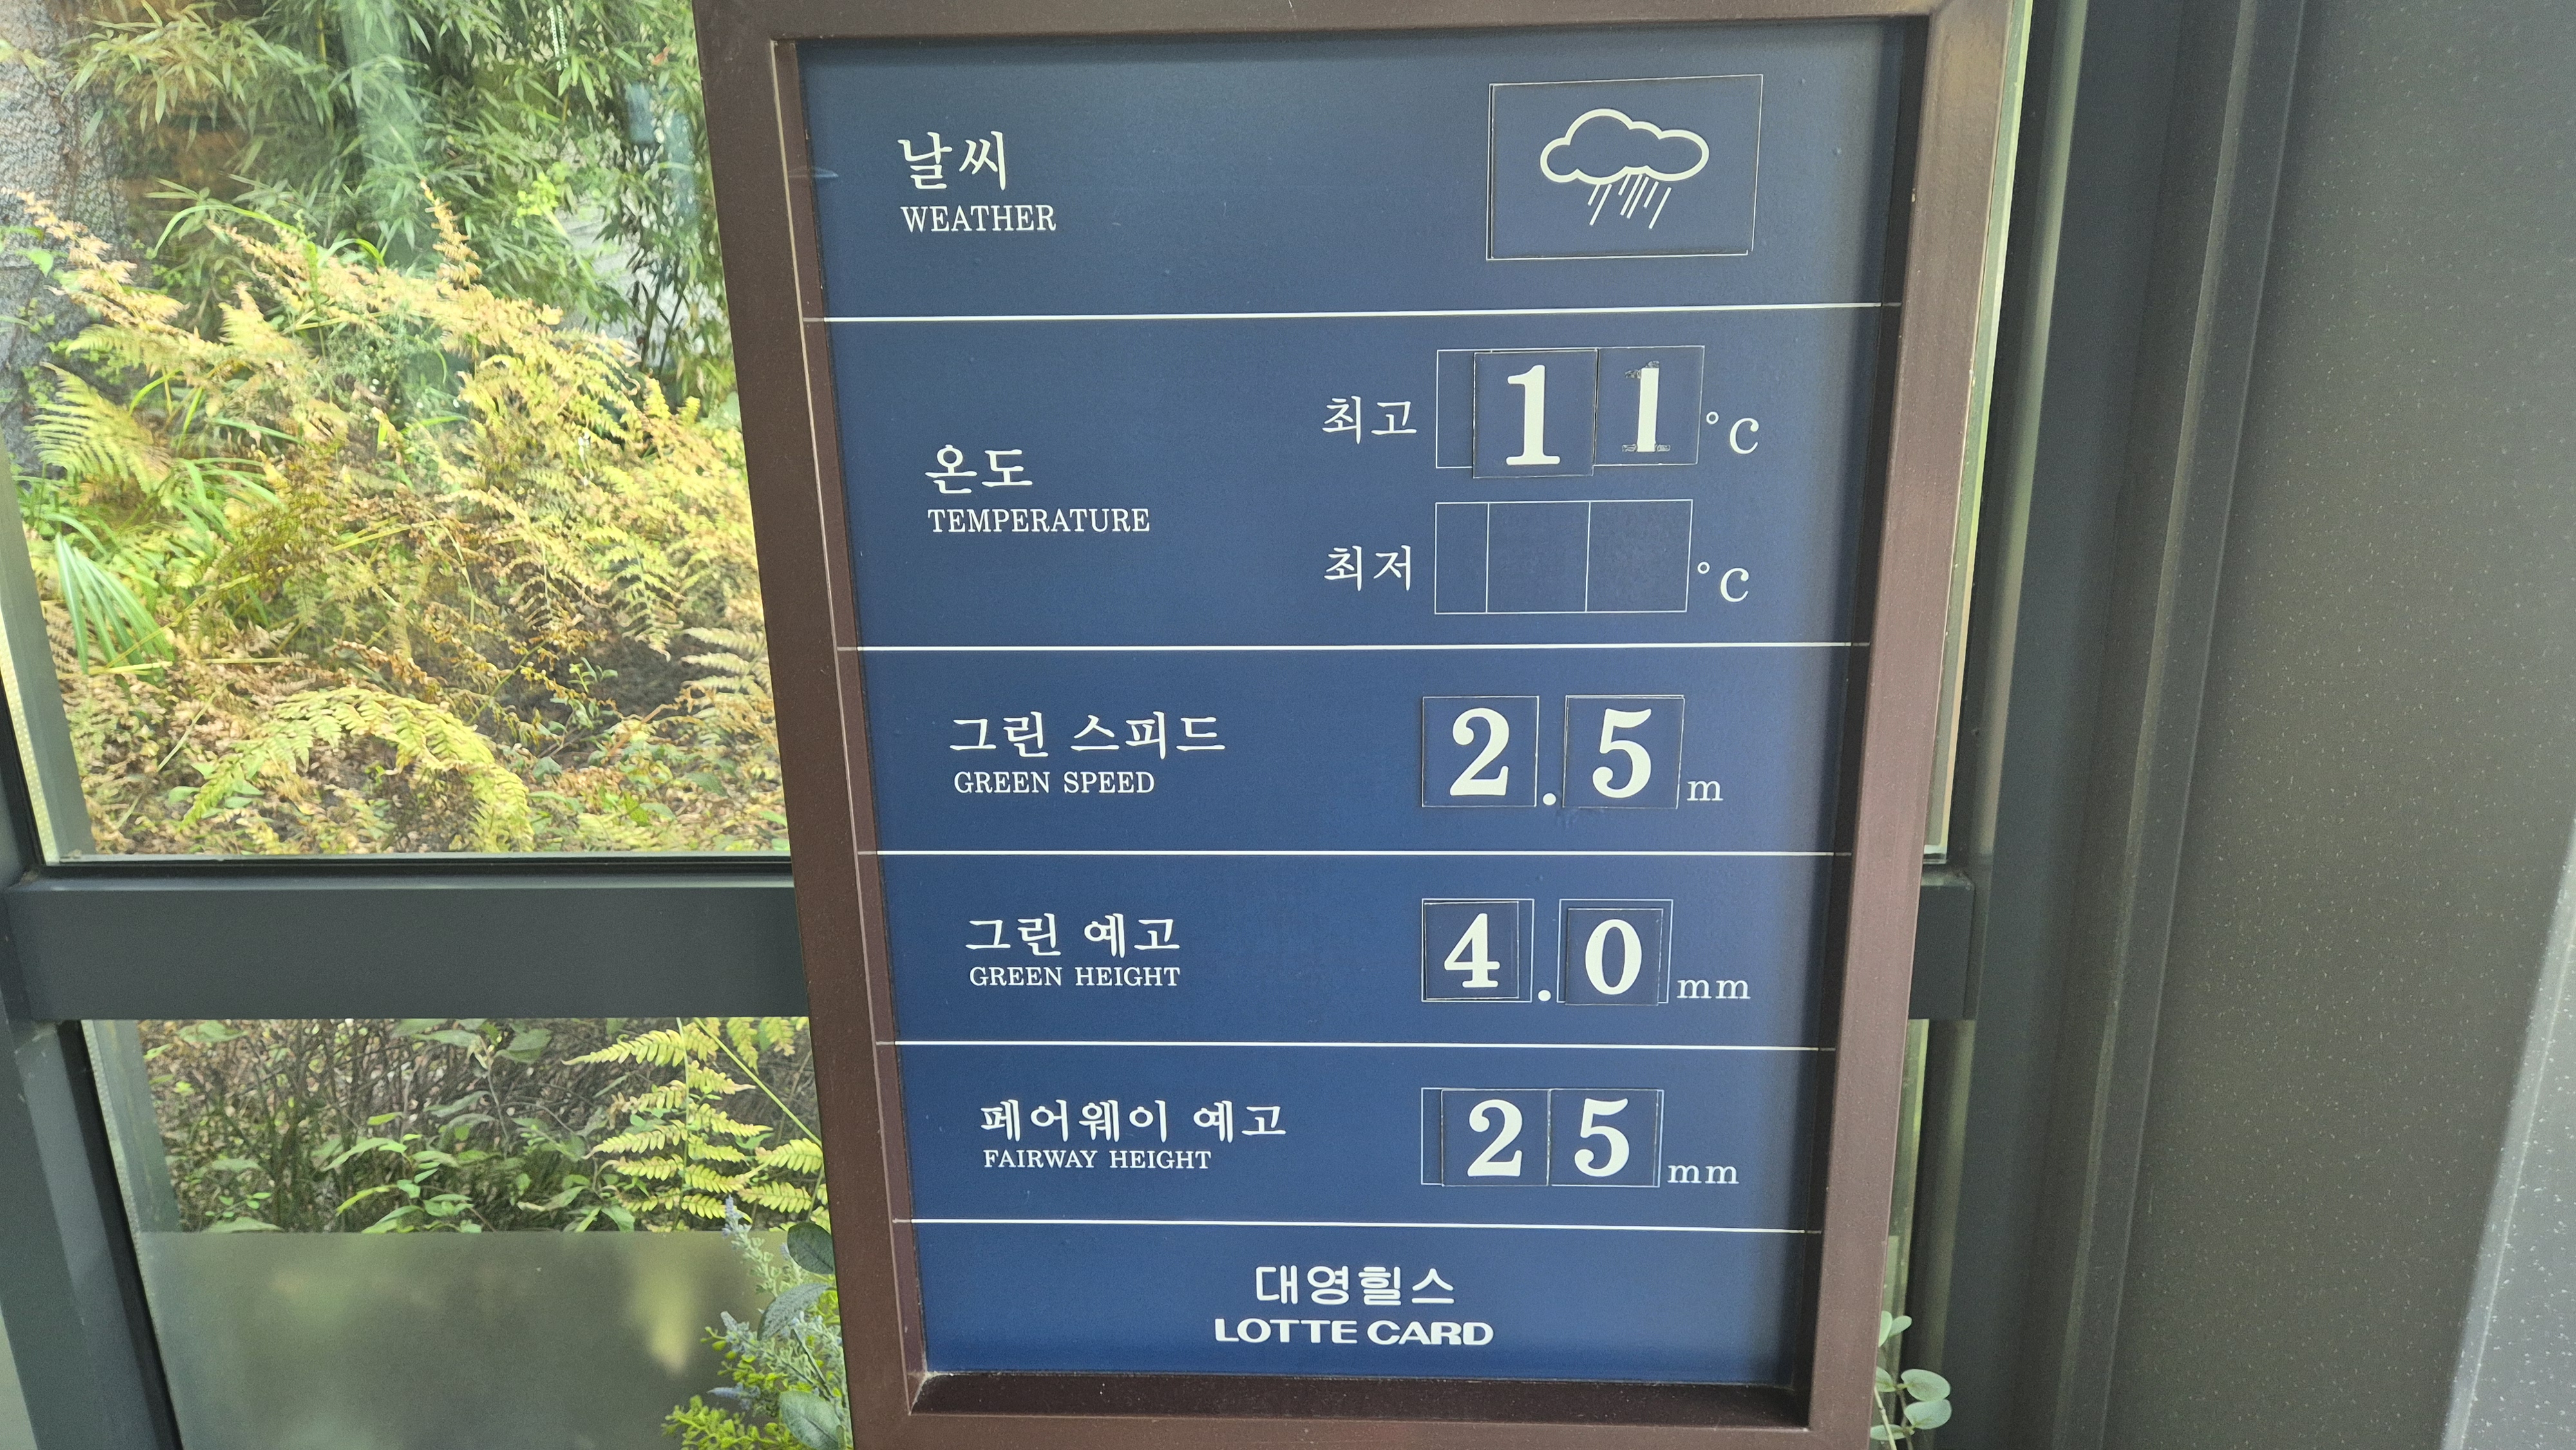 날씨
WEATHER
온도
TEMPERATURE
최고 11 °C
최저 °C
그린 스피드
GREEN SPEED
2.5 m
그린 예고
GREEN HEIGHT
4.0 mm
페어웨이 예고
FAIRWAY HEIGHT
25 mm
대영힐스
LOTTE CARD